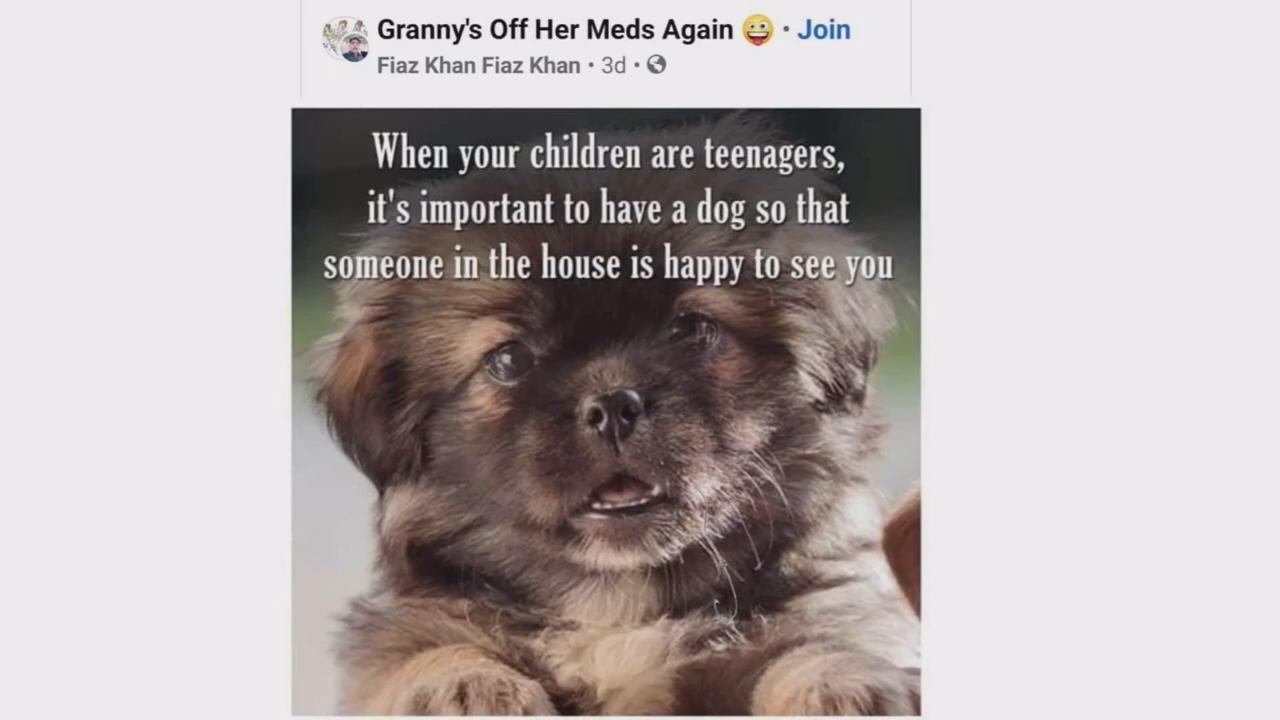 Granny's Off Her Meds Again 🤪 · Join
Fiaz Khan Fiaz Khan · 3d ·
When your children are teenagers,
it's important to have a dog so that
someone in the house is happy to see you